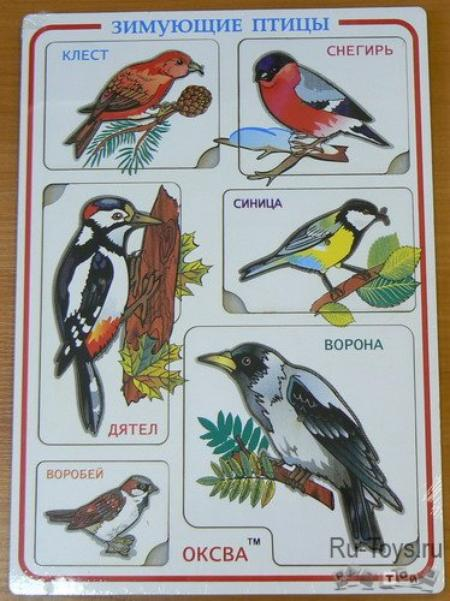 ЗИМУЮЩИЕ ПТИЦЫ
КЛЕСТ
СНЕГИРЬ
СИНИЦА
ВОРОНА
ДЯТЕЛ
ВОРОБЕЙ
ОКСВА™
Ru-Toys.ru